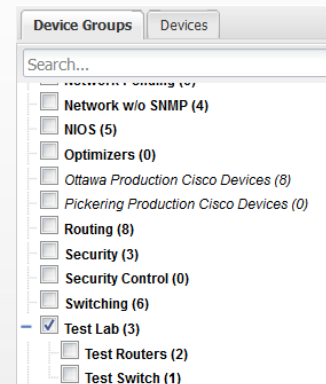 Device Groups Devices
Search...
Network w/o SNMP (4)
NIOS (5)
Optimizers (0)
Ottawa Production Cisco Devices (8)
Pickering Production Cisco Devices (0)
Routing (8)
Security (3)
Security Control (0)
Switching (6)
Test Lab (3)
Test Routers (2)
Test Switch (1)